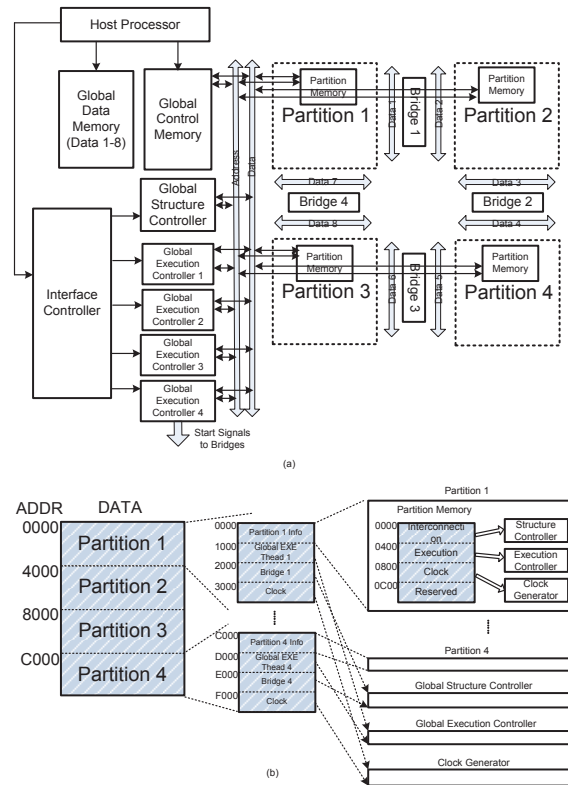 Host Processor
Global
Data
Memory
(Data 1-8)
Global
Control
Memory
Address
Data
Partition
Memory
Partition 1
Data 1
Bridge 1
Data 2
Partition
Memory
Partition 2
Data 7
Bridge 4
Data 8
Data 3
Bridge 2
Data 4
Global
Structure
Controller
Interface
Controller
Global
Execution
Controller 1
Global
Execution
Controller 2
Global
Execution
Controller 3
Global
Execution
Controller 4
Start Signals
to Bridges
Partition
Memory
Partition 3
Data 6
Bridge 3
Data 5
Partition
Memory
Partition 4
(a)
ADDR
DATA
0000
Partition 1
4000
Partition 2
8000
Partition 3
C000
Partition 4
0000
Partition 1 Info
1000
Global EXE
Thead 1
2000
Bridge 1
3000
Clock
C000
Partition 4 Info
D000
Global EXE
Thead 4
E000
Bridge 4
F000
Clock
Partition 1
Partition Memory
0000
Interconnecti
on
0400
Execution
0800
Clock
0C00
Reserved
Structure
Controller
Execution
Controller
Clock
Generator
Partition 4
Global Structure Controller
Global Execution Controller
Clock Generator
(b)